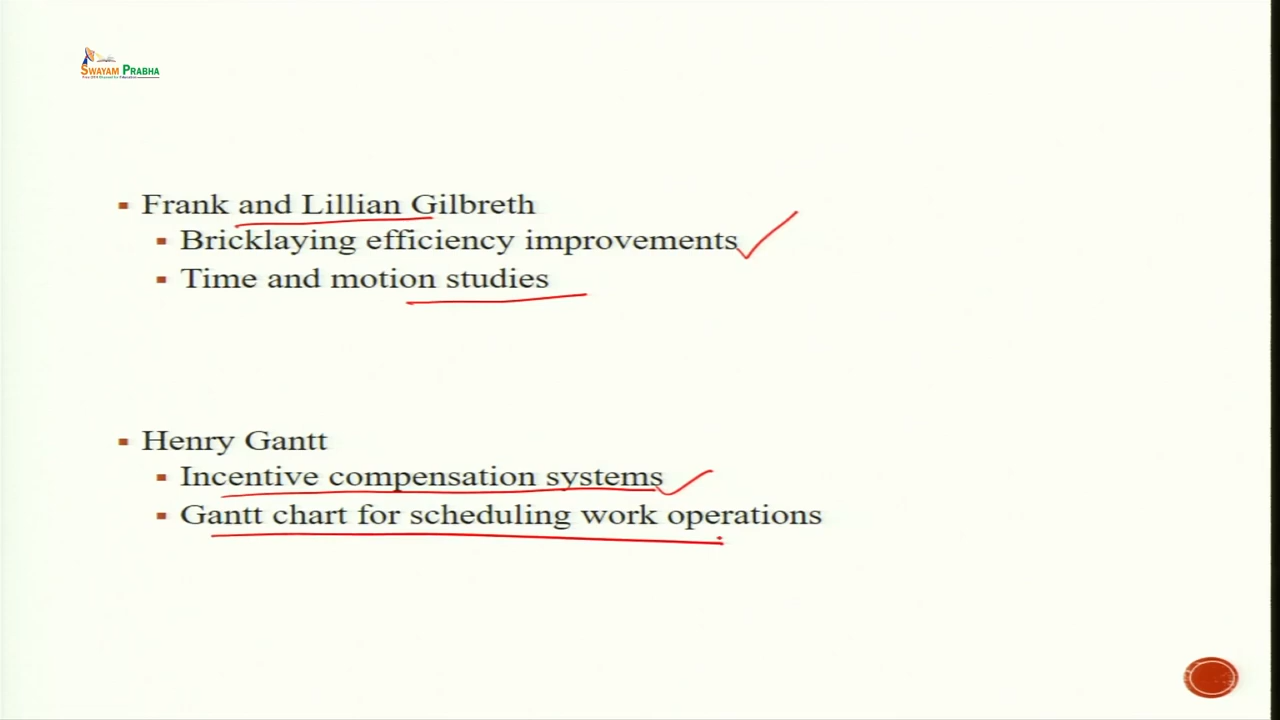 SWAYAM PRABHA
Frank and Lillian Gilbreth
Bricklaying efficiency improvements
Time and motion studies
Henry Gantt
Incentive compensation systems
Gantt chart for scheduling work operations